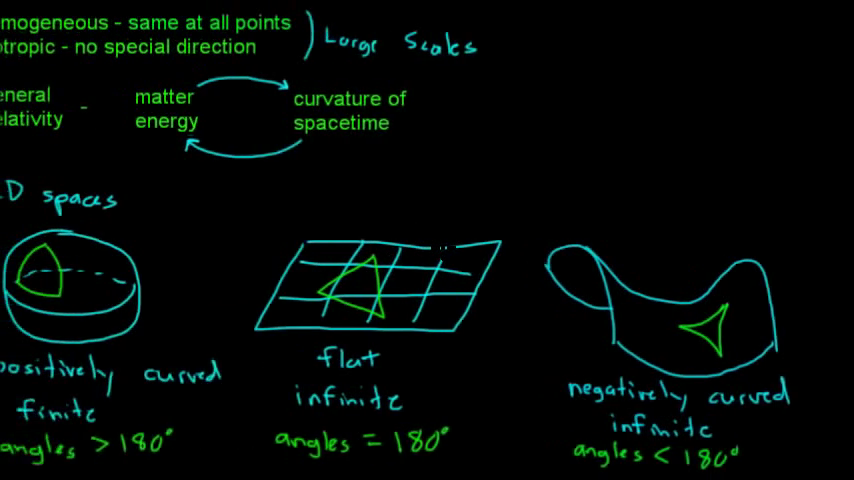 mogeneous - same at all points
otropic - no special direction
Large Scales
eneral
elativity
-
matter
energy
curvature of
spacetime
D spaces
positively curved
finite
angles > 180°
flat
infinite
angles = 180°
negatively curved
infinite
angles < 180°